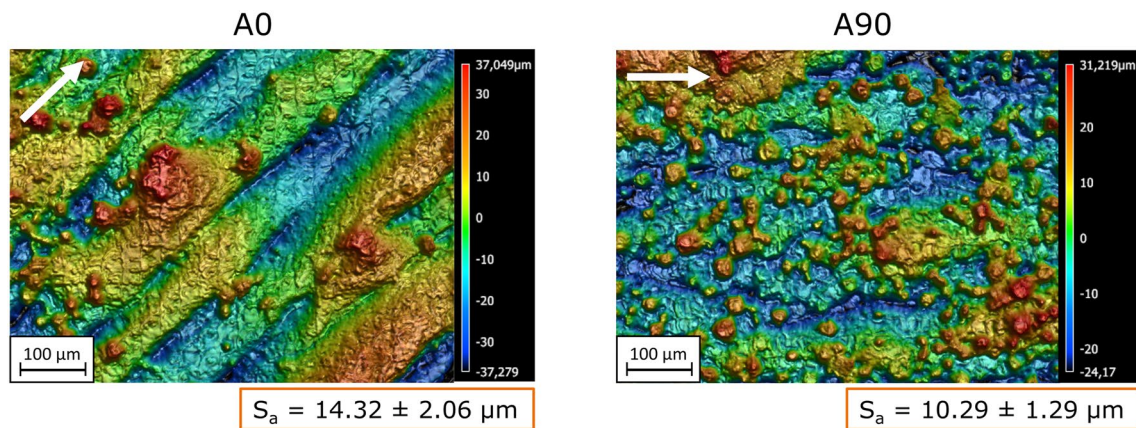 A0
37,049µm
30
20
10
0
-10
-20
-30
-37,279
100 µm
Sa = 14.32 ± 2.06 µm
A90
31,219µm
20
10
0
-10
-20
-24,17
100 µm
Sa = 10.29 ± 1.29 µm